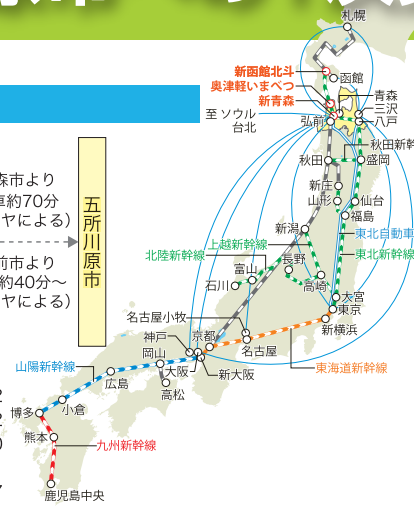 札幌
新函館北斗
函館
奥津軽いまべつ
新青森
青森
三沢
八戸
至 ソウル
台北
弘前
秋田新幹
秋田
盛岡
新庄
山形
仙台
福島
新潟
東北自動車
上越新幹線
東北新幹線
北陸新幹線
長野
富山
石川
高崎
大宮
東京
新横浜
名古屋小牧
神戸
京都
岡山
名古屋
山陽新幹線
大阪
新大阪
東海道新幹線
広島
高松
小倉
博多
熊本
九州新幹線
鹿児島中央
森市より
車約70分
ヤによる)
五所川原市
前市より
約40分～
ヤによる)
2
2
0